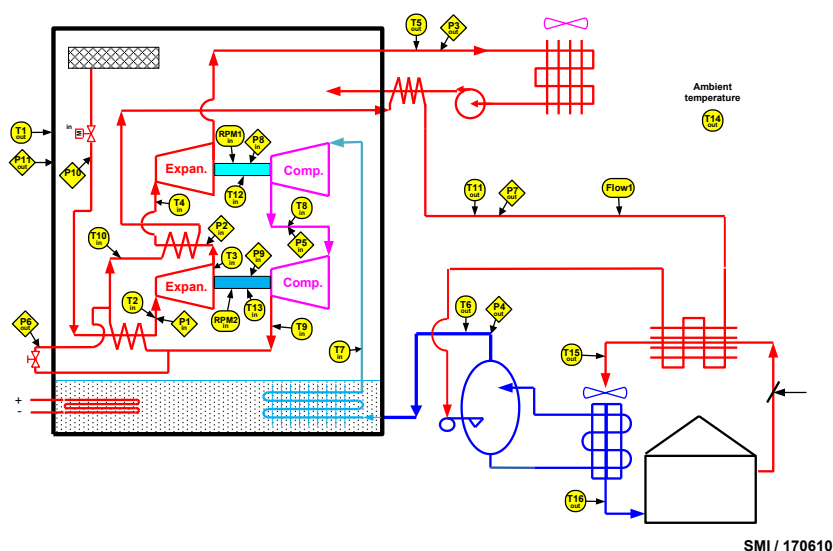 T5
out
P3
out
Ambient
temperature
T14
out
in
M
T1
out
P11
out
P10
RPM1
in
P8
in
Expan.
Comp.
T12
in
T4
in
T11
out
P7
out
Flow1
T8
in
P5
in
P2
in
T10
in
T3
in
P9
in
Expan.
Comp.
T2
in
P1
in
RPM2
in
T13
in
T9
in
P6
out
T7
in
T6
out
P4
out
T15
out
+
-
T16
out
SMI / 170610